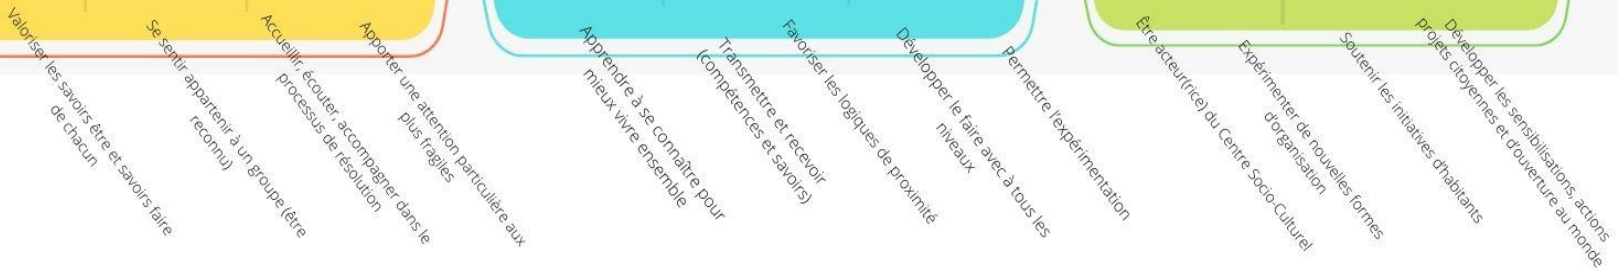 Valoriser les savoirs être et savoirs faire
de chacun
Se sentir appartenir à un groupe (être
reconnu)
Accueillir, écouter, accompagner dans le
processus de résolution
Apporter une attention particulière aux
plus fragiles
Apprendre à se connaître pour
mieux vivre ensemble
Transmettre et recevoir
(compétences et savoirs)
Favoriser les logiques de proximité
Développer le faire avec à tous les
niveaux
Permettre l'expérimentation
Être acteur(rice) du Centre Socio-Culturel
Expérimenter de nouvelles formes
d'organisation
Soutenir les initiatives d'habitants
Développer les sensibilisations, actions
projets citoyennes et d'ouverture au monde